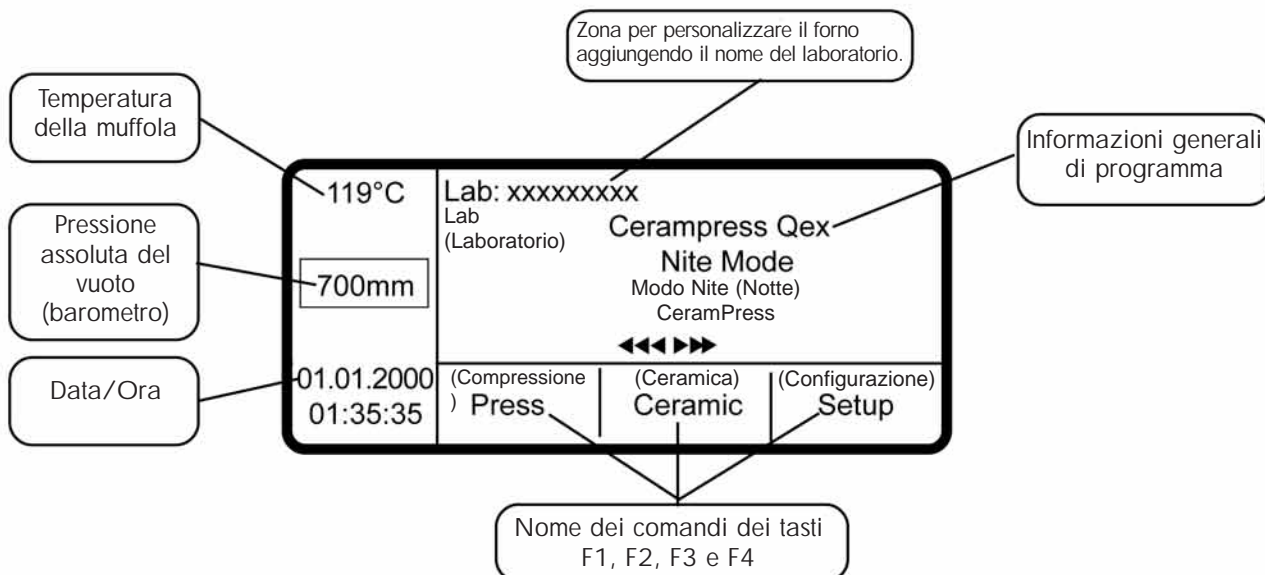 Zona per personalizzare il forno
aggiungendo il nome del laboratorio.
Temperatura
della muffola
Informazioni generali
di programma
Pressione
assoluta del
vuoto
(barometro)
Data/Ora
119°C
700mm
01.01.2000
01:35:35
Lab: xxxxxxxxx
Lab
(Laboratorio)
Cerampress Qex
Nite Mode
Modo Nite (Notte)
CeramPress
(Compressione
) Press
(Ceramica)
Ceramic
(Configurazione)
Setup
Nome dei comandi dei tasti
F1, F2, F3 e F4